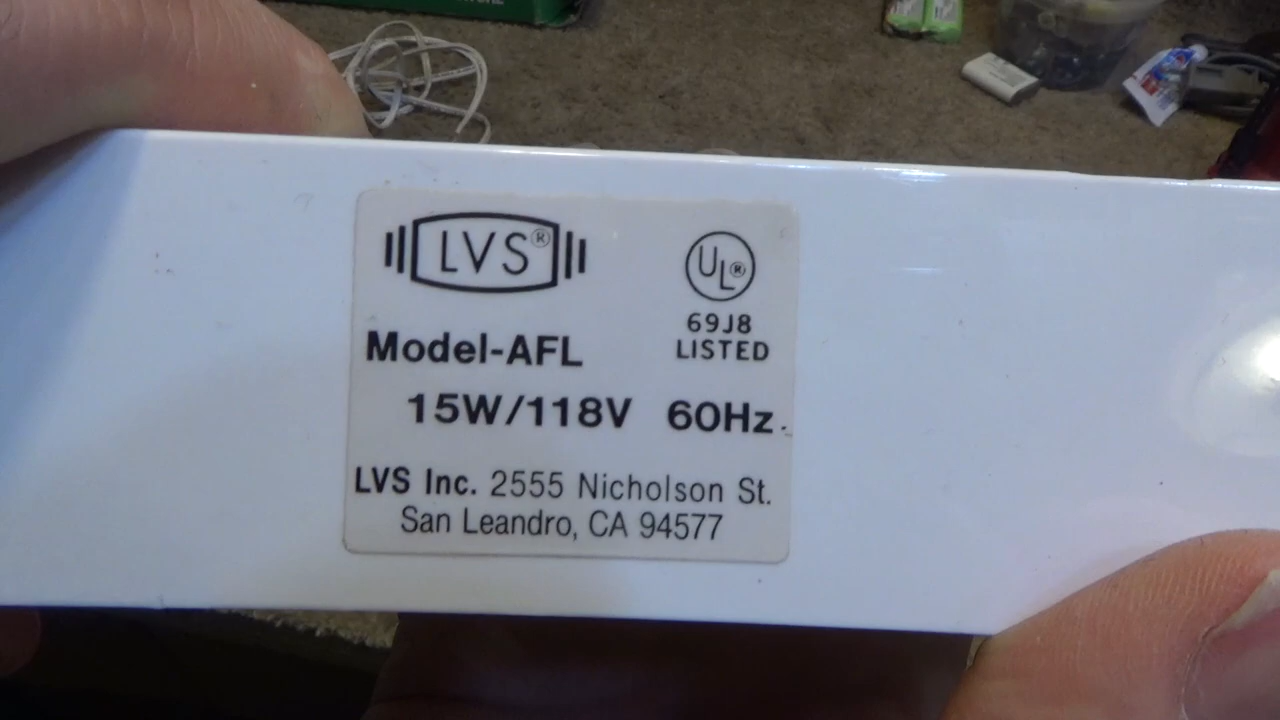 LVS®
UL®
69J8
LISTED
Model-AFL
15W/118V 60Hz
LVS Inc. 2555 Nicholson St.
San Leandro, CA 94577